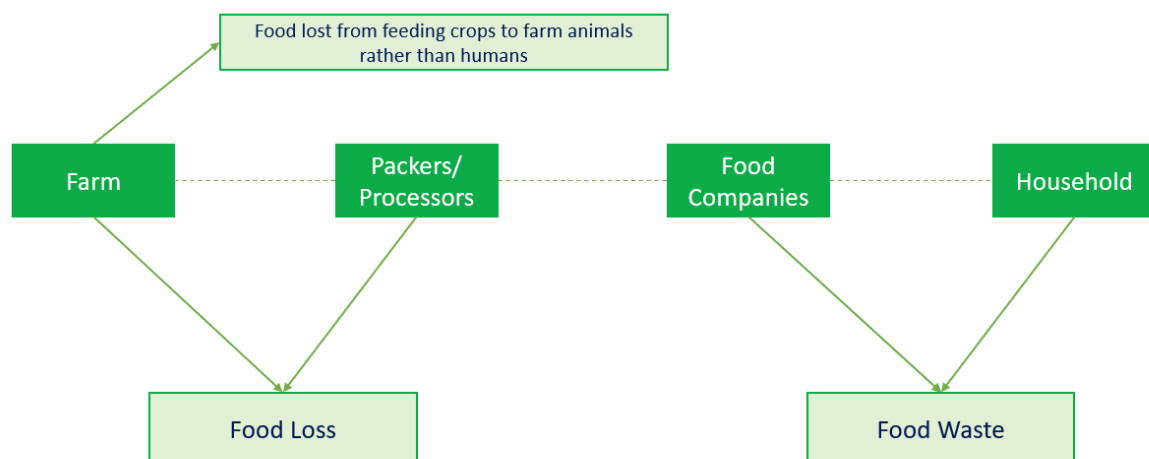 Food lost from feeding crops to farm animals
rather than humans
Farm
Packers/
Processors
Food
Companies
Household
Food Loss
Food Waste